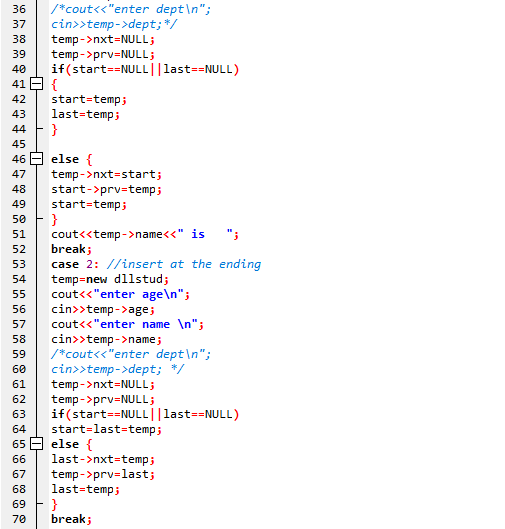 36 /*cout<<"enter dept\n";
37 cin>>temp->dept;*/
38 temp->nxt=NULL;
39 temp->prv=NULL;
40 if(start==NULL||last==NULL)
41 {
42 start=temp;
43 last=temp;
44 }
45
46 else {
47 temp->nxt=start;
48 start->prv=temp;
49 start=temp;
50 }
51 cout<<temp->name<<" is   ";
52 break;
53 case 2: //insert at the ending
54 temp=new dllstud;
55 cout<<"enter age\n";
56 cin>>temp->age;
57 cout<<"enter name \n";
58 cin>>temp->name;
59 /*cout<<"enter dept\n";
60 cin>>temp->dept; */
61 temp->nxt=NULL;
62 temp->prv=NULL;
63 if(start==NULL||last==NULL)
64 start=last=temp;
65 else {
66 last->nxt=temp;
67 temp->prv=last;
68 last=temp;
69 }
70 break;